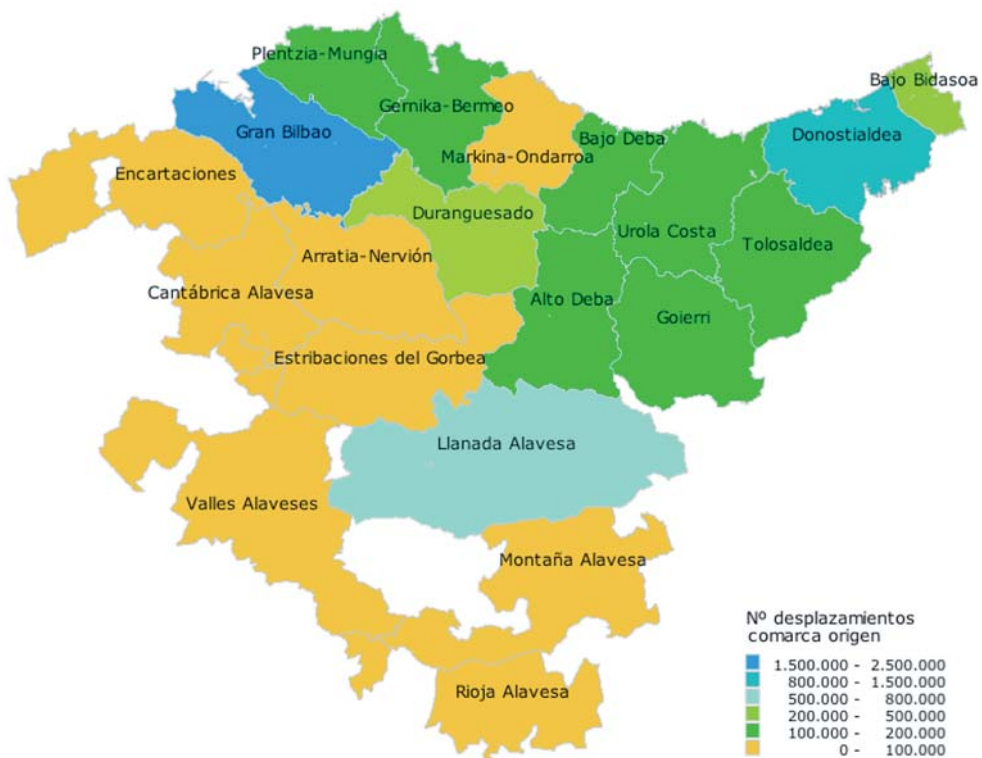 Plentzia-Mungia
Bajo Bidasoa
Gernika-Bermeo
Gran Bilbao
Bajo Deba
Donostialdea
Markina-Ondarroa
Encartaciones
Duranguesado
Urola Costa
Tolosaldea
Arratia-Nervión
Cantábrica Alavesa
Alto Deba
Goierri
Estribaciones del Gorbea
Llanada Alavesa
Valles Alaveses
Montaña Alavesa
Rioja Alavesa
Nº desplazamientos
comarca origen
1.500.000 - 2.500.000
800.000 - 1.500.000
500.000 - 800.000
200.000 - 500.000
100.000 - 200.000
0 - 100.000